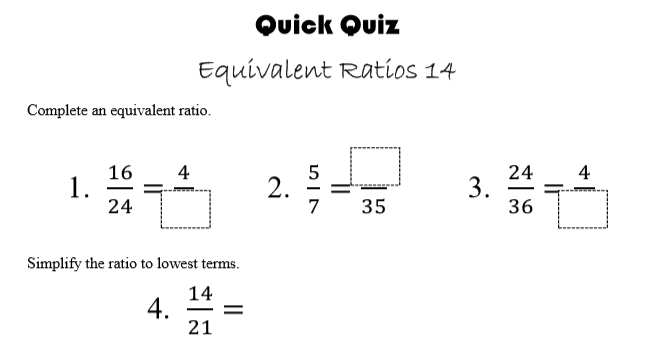 Quick Quiz
Equivalent Ratios 14
Complete an equivalent ratio.
1. 16/24 = 4/ 2. 5/7 = /35 3. 24/36 = 4/
Simplify the ratio to lowest terms.
4. 14/21 =